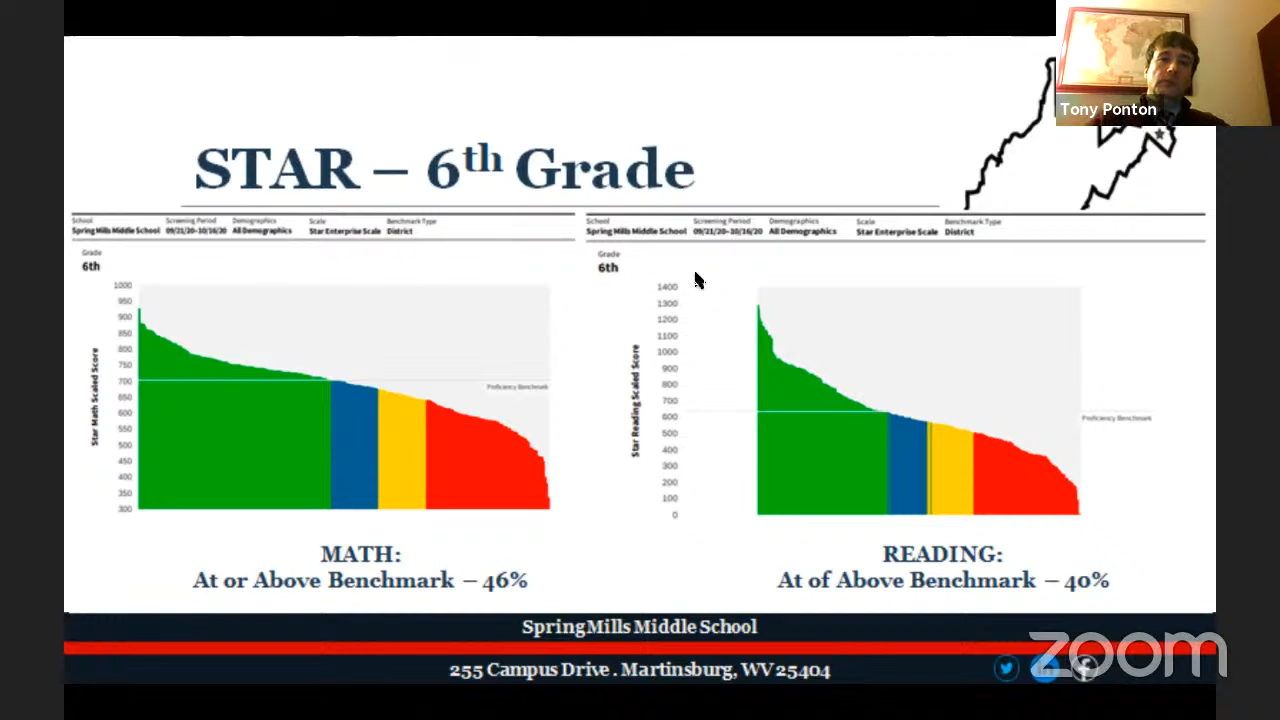 Tony Ponton
STAR – 6th Grade
School Screening Period Demographics Scale Benchmark Type
Spring Mills Middle School 09/21/20-10/16/20 All Demographics Star Enterprise Scale District
Grade
6th
1000
950
900
850
800
750
700
650
600
550
500
450
400
350
300
Star Math Scaled Score
Proficiency Benchmark
MATH:
At or Above Benchmark – 46%
School Screening Period Demographics Scale Benchmark Type
Spring Mills Middle School 09/21/20-10/16/20 All Demographics Star Enterprise Scale District
Grade
6th
1400
1300
1200
1100
1000
900
800
700
600
500
400
300
200
100
0
Star Reading Scaled Score
Proficiency Benchmark
READING:
At of Above Benchmark – 40%
Spring Mills Middle School
255 Campus Drive . Martinsburg, WV 25404
zoom